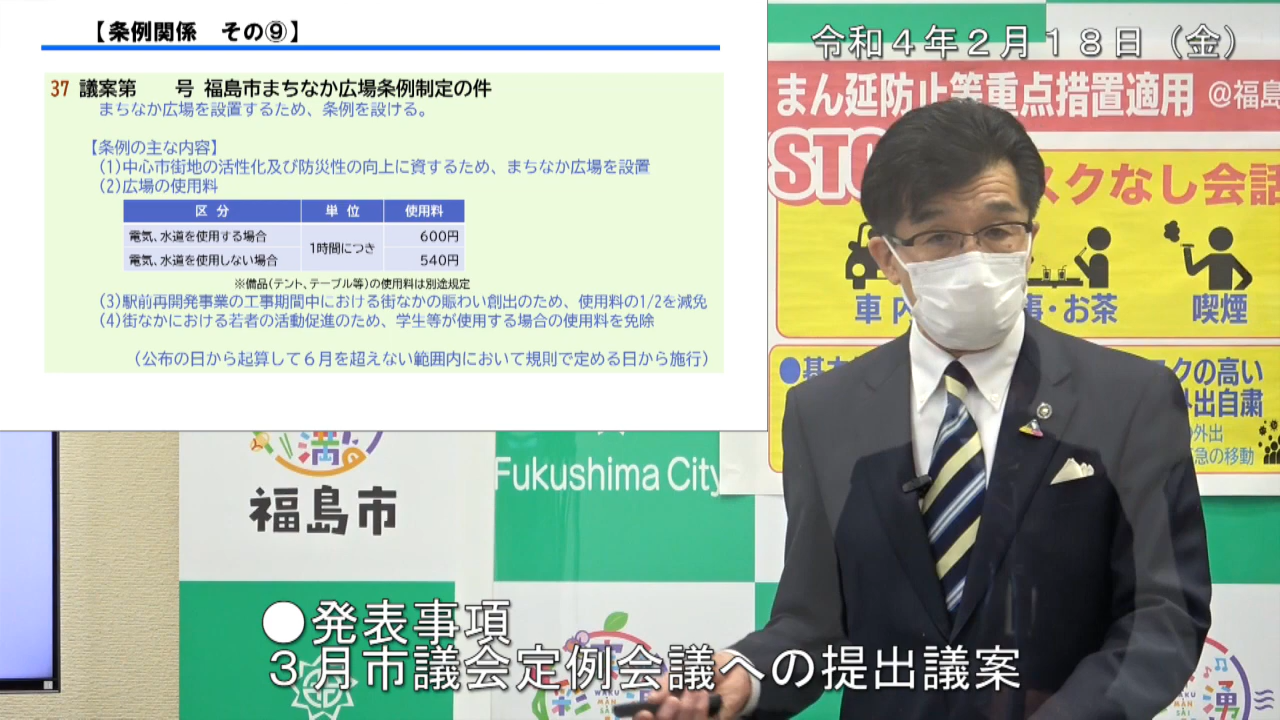 【条例関係　その⑨】
37 議案第　　号 福島市まちなか広場条例制定の件
まちなか広場を設置するため、条例を設ける。
【条例の主な内容】
(1)中心市街地の活性化及び防災性の向上に資するため、まちなか広場を設置
(2)広場の使用料
区 分 単 位 使用料
電気、水道を使用する場合 1時間につき 600円
電気、水道を使用しない場合 540円
※備品(テント、テーブル等)の使用料は別途規定
(3)駅前再開発事業の工事期間中における街なかの賑わい創出のため、使用料の1/2を減免
(4)街なかにおける若者の活動促進のため、学生等が使用する場合の使用料を免除
(公布の日から起算して６月を超えない範囲内において規則で定める日から施行)
令和４年２月１８日（金）
まん延防止等重点措置適用 @福島
STO
スクなし会話
車内
事・お茶
喫煙
●基本
クの高い
外出自粛
の外出
急の移動
満
福島市
Fukushima City
●発表事項
３月市議会定例会議への提出議案
湧